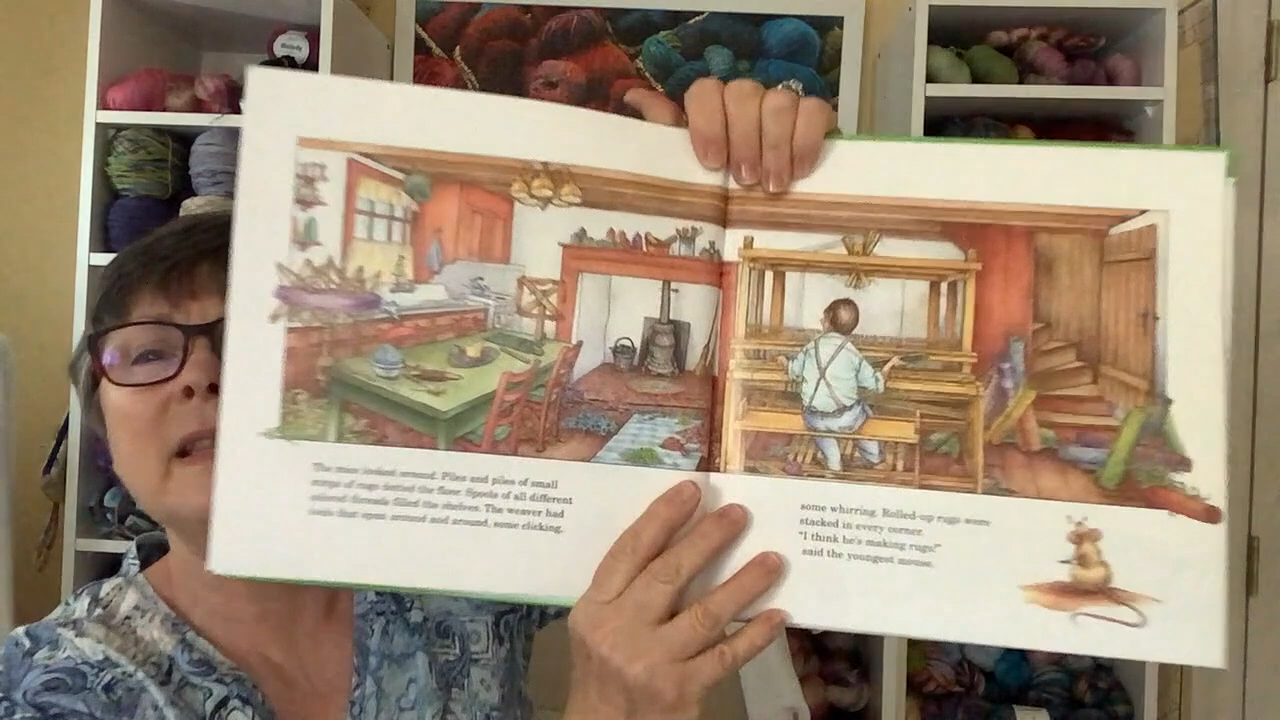 The mice looked around. Piles and piles of small
scraps of rags dotted the floor. Spools of all different
colored threads filled the shelves. The weaver had
tools that spun around and around, some clicking,
some whirring. Rolled-up rugs were
stacked in every corner.
"I think he's making rugs!"
said the youngest mouse.